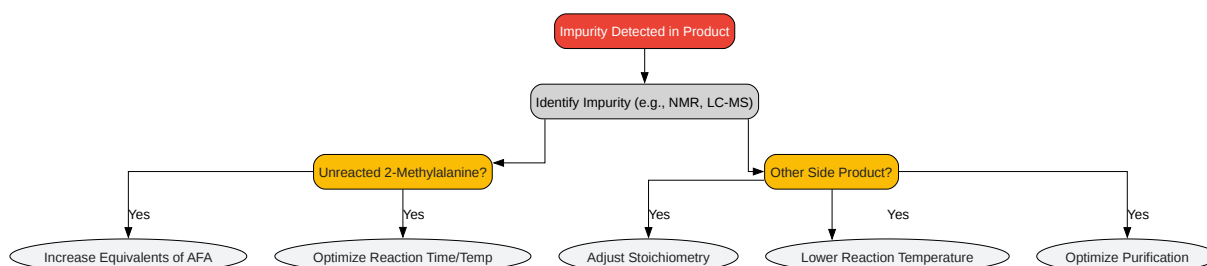 Impurity Detected in Product
Identify Impurity (e.g., NMR, LC-MS)
Unreacted 2-Methylalanine?
Other Side Product?
Yes
Yes
Yes
Yes
Yes
Increase Equivalents of AFA
Optimize Reaction Time/Temp
Adjust Stoichiometry
Lower Reaction Temperature
Optimize Purification